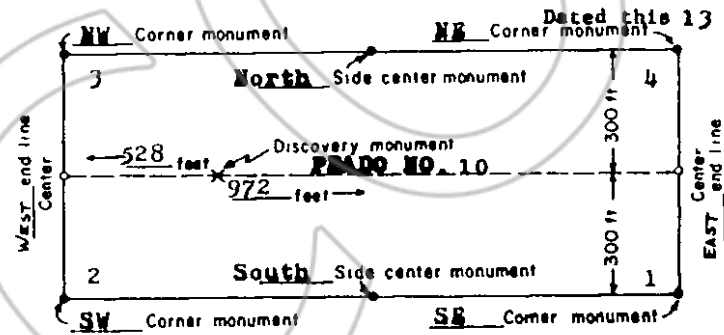 Dated this 13
NW Corner monument NE Corner monument
3 North Side center monument 4
300 ft
WEST end line
Center
528 feet Discovery monument
PRADO NO. 10
972 feet
Center
EAST end line
300 ft
2 South Side center monument 1
SW Corner monument SE Corner monument